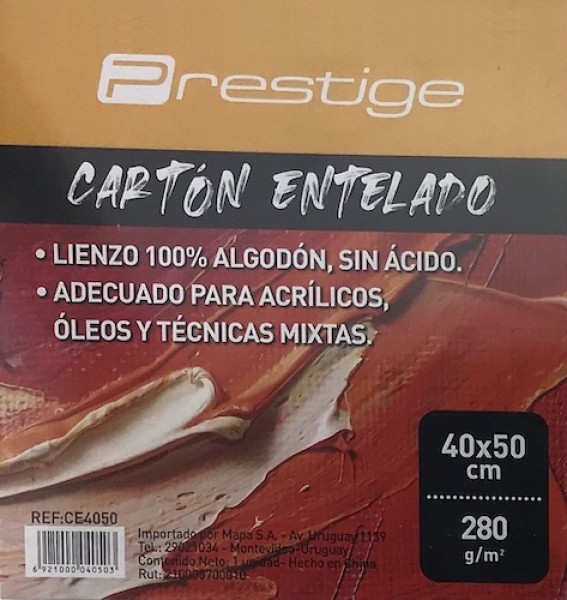 Prestige
CARTÓN ENTELADO
• LIENZO 100% ALGODÓN, SIN ÁCIDO.
• ADECUADO PARA ACRÍLICOS,
ÓLEOS Y TÉCNICAS MIXTAS.
40x50
cm
280
g/m²
REF:CE4050
6 921000 040503
Importado por Mapa S.A. - Av. Uruguay 1139
Tel.: 29021034 - Montevideo-Uruguay
Contenido Neto: 1 unidad- Hecho en China
Rut: 210000700010